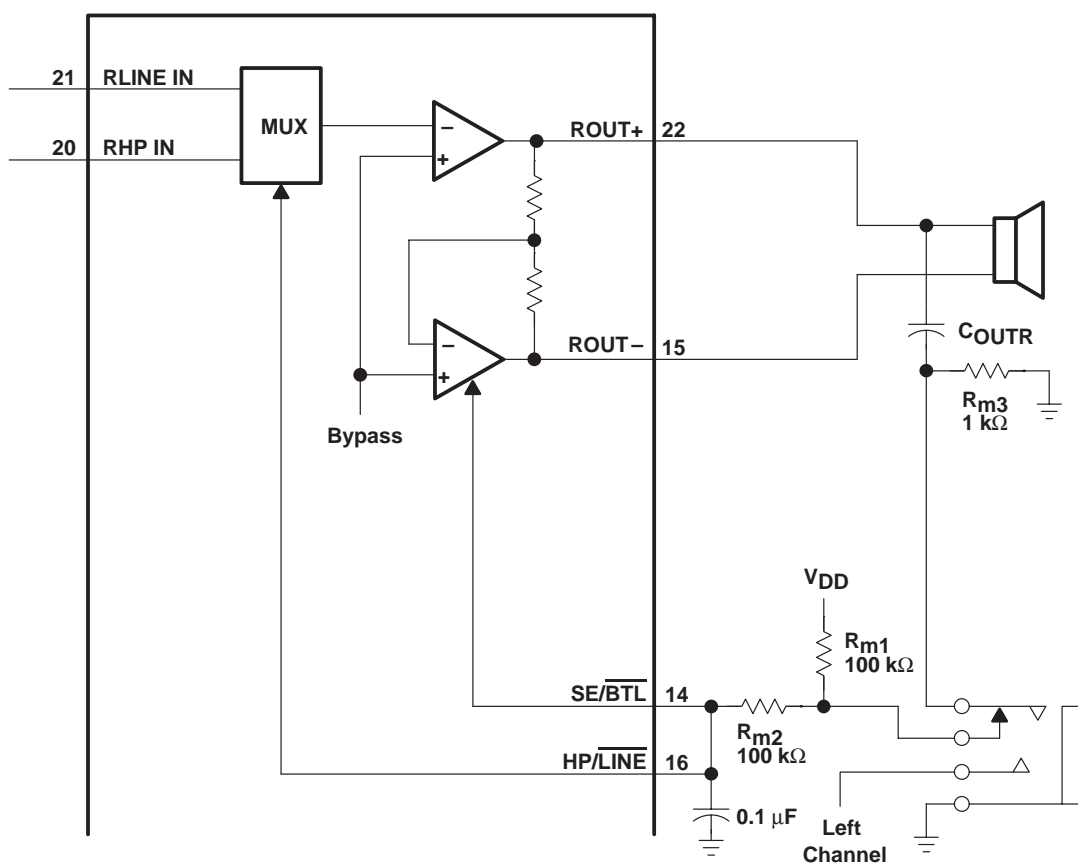 21 RLINE IN
MUX
20 RHP IN
−
+
ROUT+ 22
−
+
ROUT− 15
Bypass
COUTR
Rm3
1 kΩ
VDD
Rm1
100 kΩ
SE/BTL 14
Rm2
100 kΩ
HP/LINE 16
0.1 μF
Left
Channel